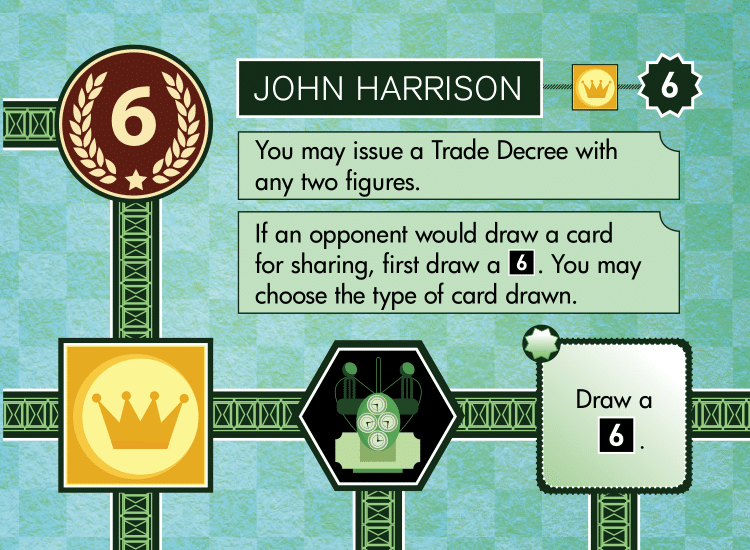 6
JOHN HARRISON
6
You may issue a Trade Decree with
any two figures.
If an opponent would draw a card
for sharing, first draw a 6. You may
choose the type of card drawn.
Draw a
6.